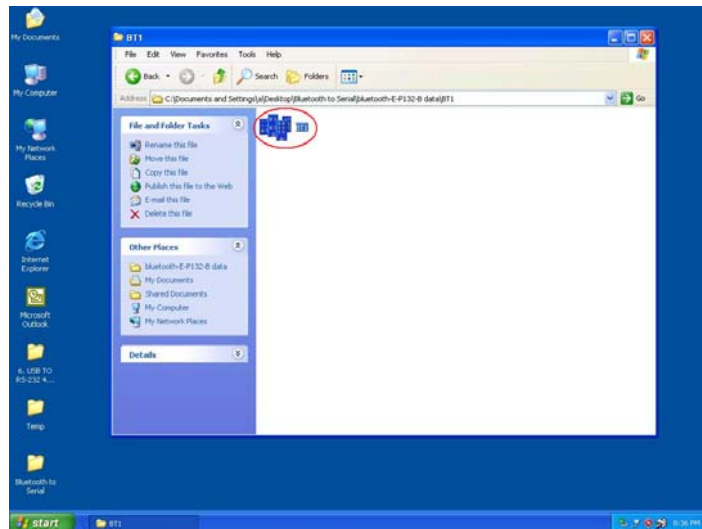 My Documents
My Computer
My Network
Places
Recycle Bin
Internet
Explorer
Microsoft
Outlook
6. USB TO
RS-232 4...
Temp
Bluetooth to
Serial
BT1
File Edit View Favorites Tools Help
Back Search Folders
Address C:\Documents and Settings\a\Desktop\Bluetooth to Serial\bluetooth-E-P132-B data\BT1 Go
File and Folder Tasks
Rename this file
Move this file
Copy this file
Publish this file to the Web
E-mail this file
Delete this file
Other Places
bluetooth-E-P132-B data
My Documents
Shared Documents
My Computer
My Network Places
Details
start BT1 8:36 PM